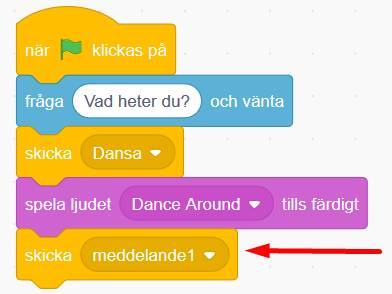 när klickas på
fråga Vad heter du? och vänta
skicka Dansa
spela ljudet Dance Around tills färdigt
skicka meddelande1